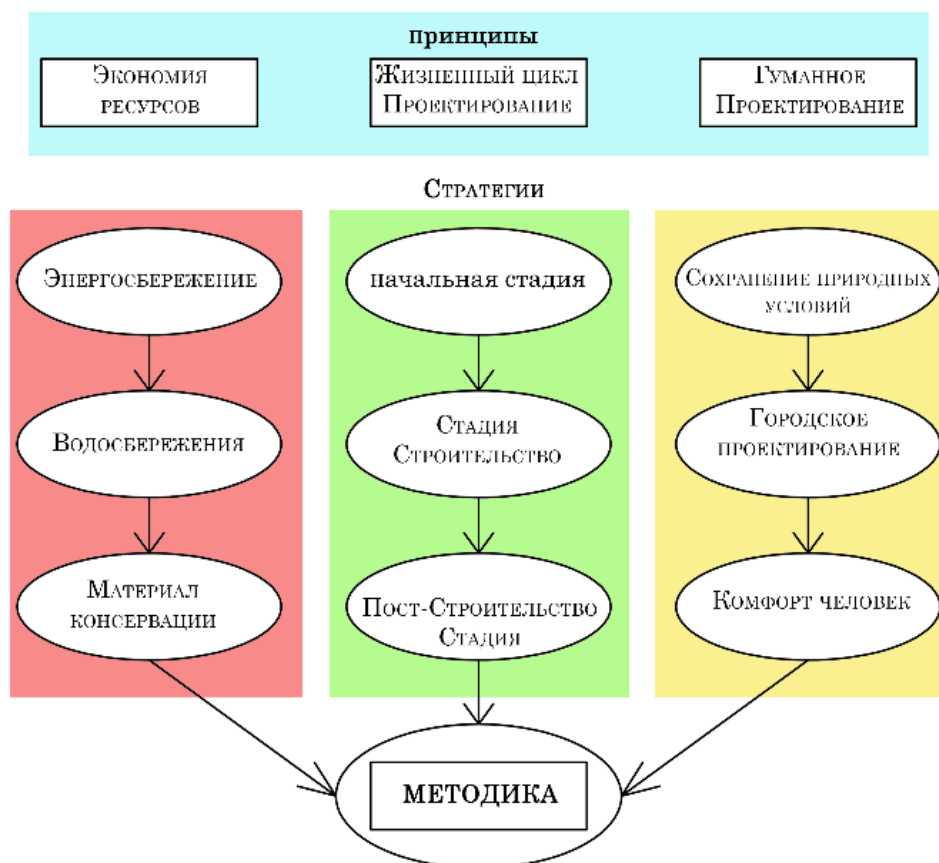 принципы
Экономия
ресурсов
Жизненный цикл
Проектирование
Гуманное
Проектирование
Стратегии
Энергосбережение
Водосбережения
Материал
консервации
начальная стадия
Стадия
Строительство
Пост-Строительство
Стадия
Сохранение природных
условий
Городское
проектирование
Комфорт человек
МЕТОДИКА